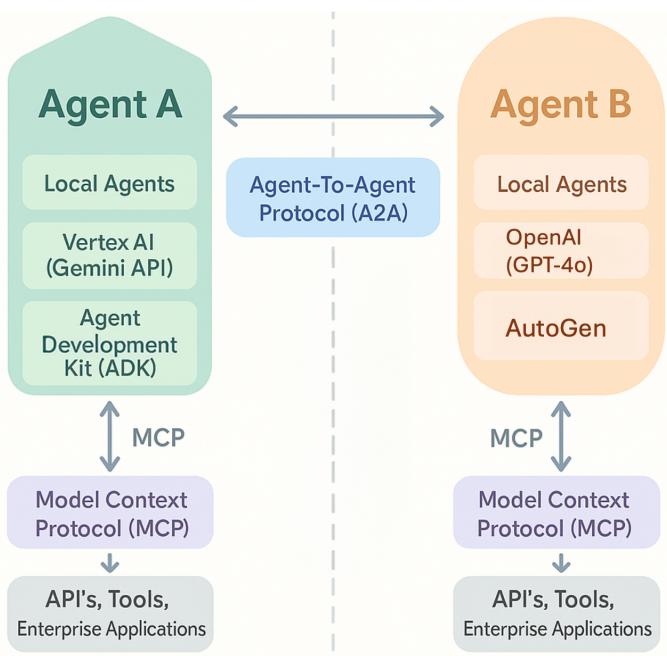 Agent A
Local Agents
Vertex AI
(Gemini API)
Agent
Development
Kit (ADK)
MCP
Model Context
Protocol (MCP)
API's, Tools,
Enterprise Applications
Agent-To-Agent
Protocol (A2A)
Agent B
Local Agents
OpenAI
(GPT-4o)
AutoGen
MCP
Model Context
Protocol (MCP)
API's, Tools,
Enterprise Applications